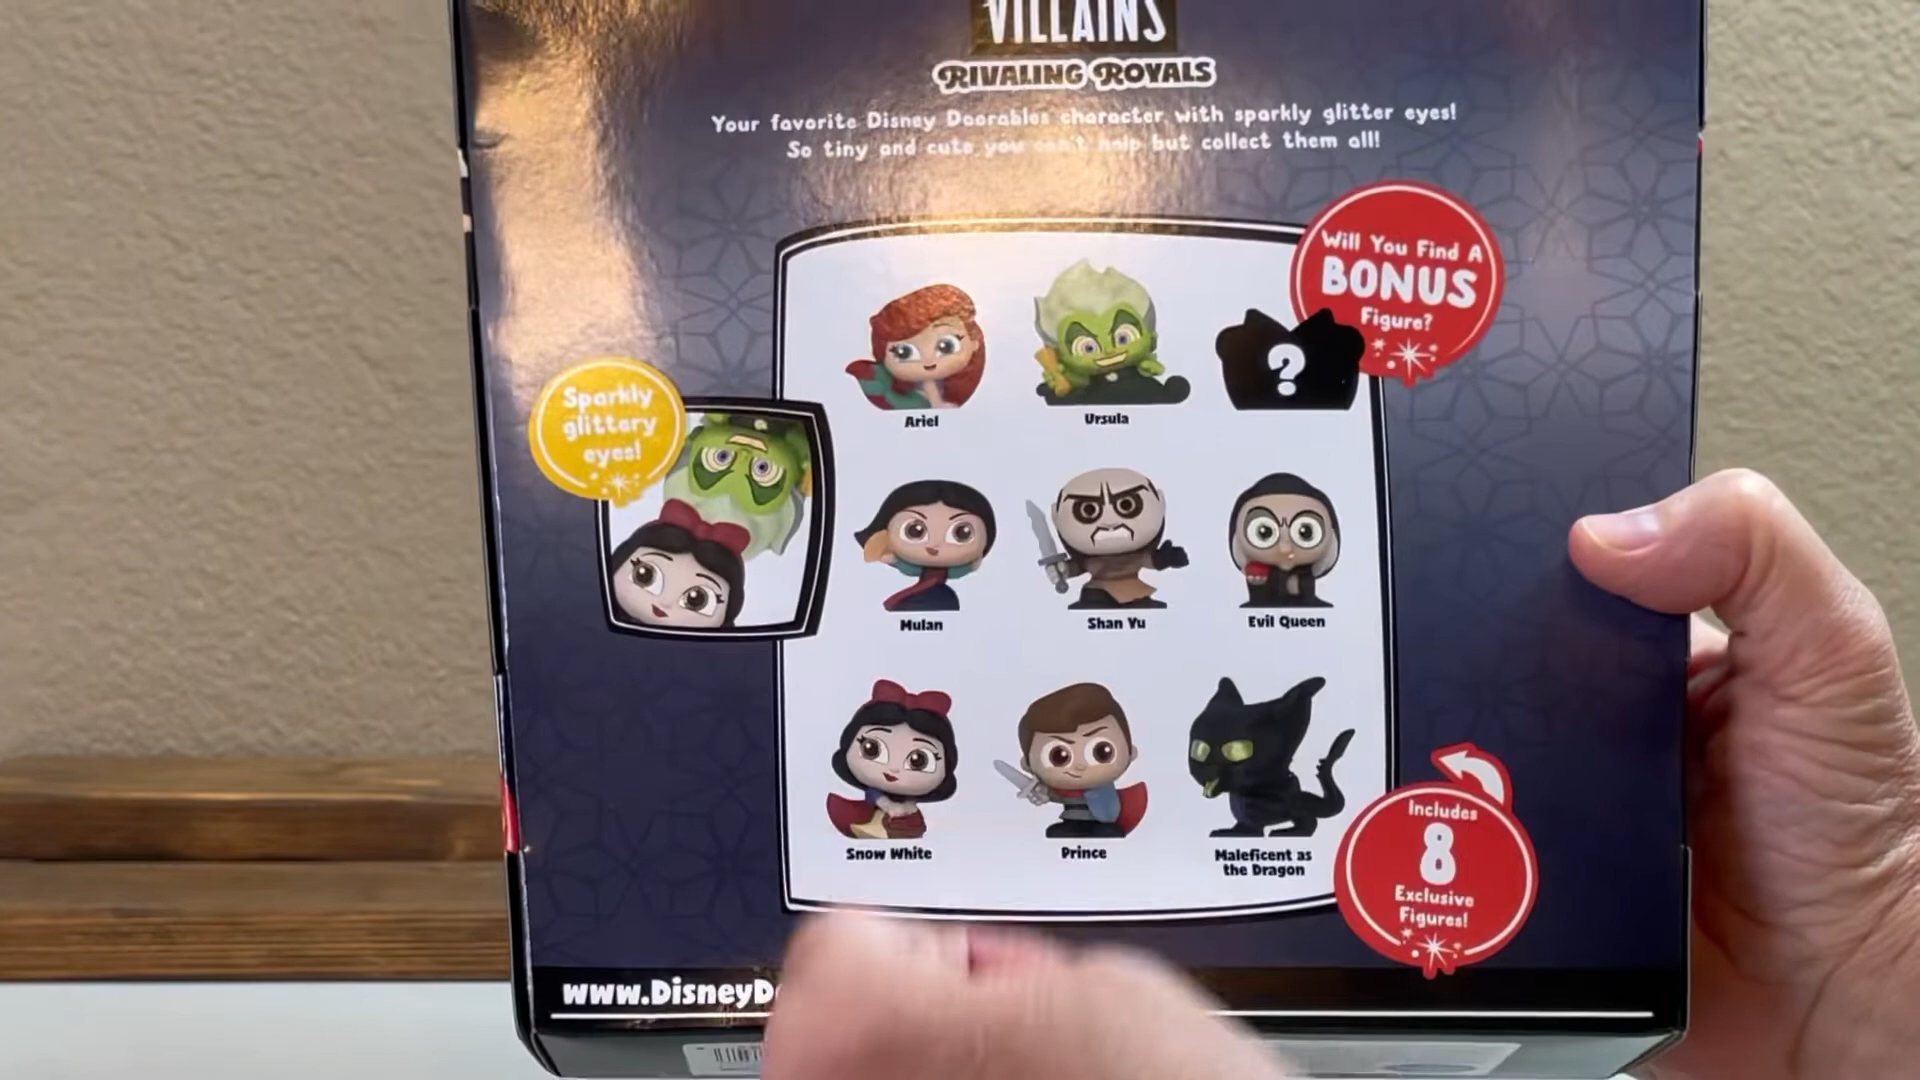 VILLAINS
RIVALING ROYALS
Your favorite Disney Doorables character with sparkly glitter eyes!
So tiny and cute you can't help but collect them all!
Will You Find A
BONUS
Figure?
?
Sparkly
glittery
eyes!
Ariel
Ursula
Mulan
Shan Yu
Evil Queen
Snow White
Prince
Maleficent as
the Dragon
Includes
8
Exclusive
Figures!
www.DisneyD